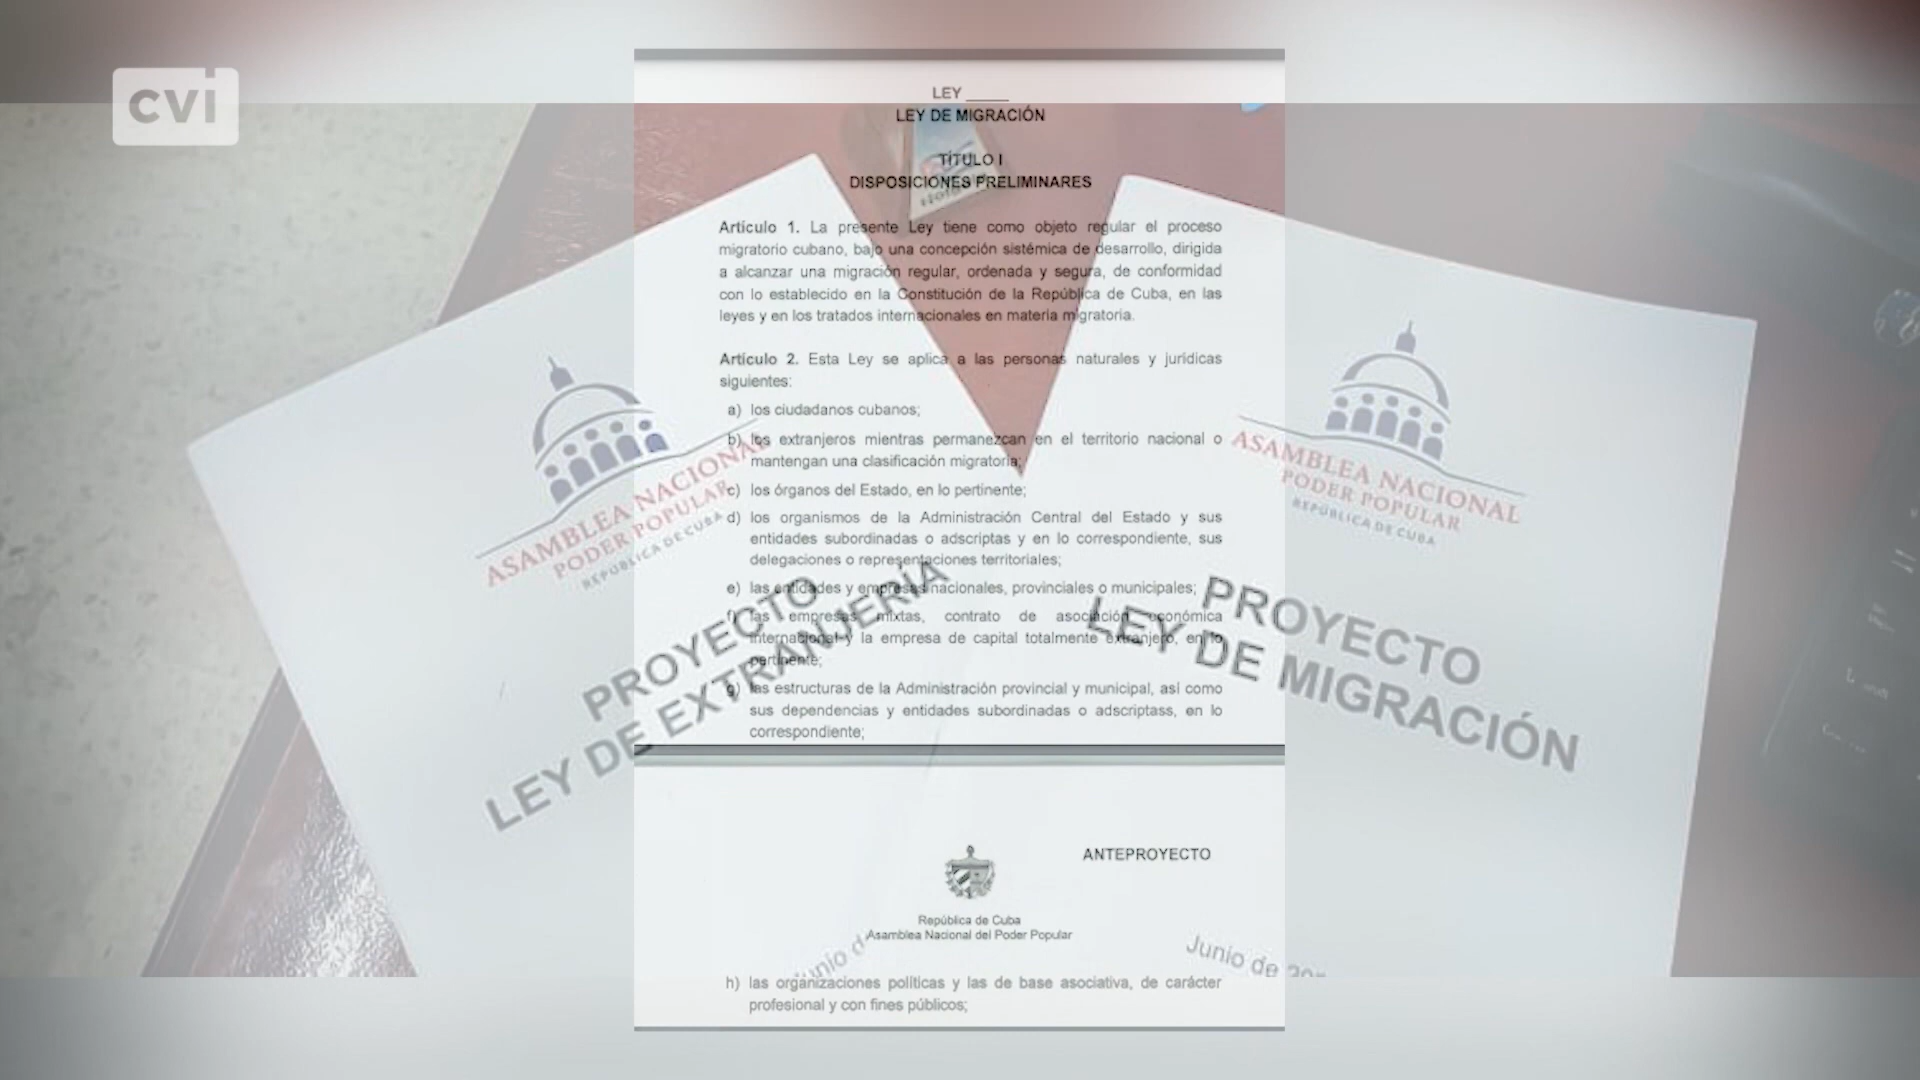 cvi
LEY ____
LEY DE MIGRACIÓN
TÍTULO I
DISPOSICIONES PRELIMINARES
Artículo 1. La presente Ley tiene como objeto regular el proceso
migratorio cubano, bajo una concepción sistémica de desarrollo, dirigida
a alcanzar una migración regular, ordenada y segura, de conformidad
con lo establecido en la Constitución de la República de Cuba, en las
leyes y en los tratados internacionales en materia migratoria.
Artículo 2. Esta Ley se aplica a las personas naturales y jurídicas
siguientes:
a) los ciudadanos cubanos;
b) los extranjeros mientras permanezcan en el territorio nacional o
mantengan una clasificación migratoria;
c) los órganos del Estado, en lo pertinente;
d) los organismos de la Administración Central del Estado y sus
entidades subordinadas o adscriptas y en lo correspondiente, sus
delegaciones o representaciones territoriales;
e) las entidades y empresas nacionales, provinciales o municipales;
f) las empresas mixtas, contrato de asociación económica
internacional y la empresa de capital totalmente extranjero, en lo
pertinente;
g) las estructuras de la Administración provincial y municipal, así como
sus dependencias y entidades subordinadas o adscriptass, en lo
correspondiente;
ANTEPROYECTO
República de Cuba
Asamblea Nacional del Poder Popular
h) las organizaciones políticas y las de base asociativa, de carácter
profesional y con fines públicos;
ASAMBLEA NACIONAL
PODER POPULAR
REPÚBLICA DE CUBA
PROYECTO
LEY DE EXTRANJERÍA
ASAMBLEA NACIONAL
PODER POPULAR
REPÚBLICA DE CUBA
PROYECTO
LEY DE MIGRACIÓN
Junio de